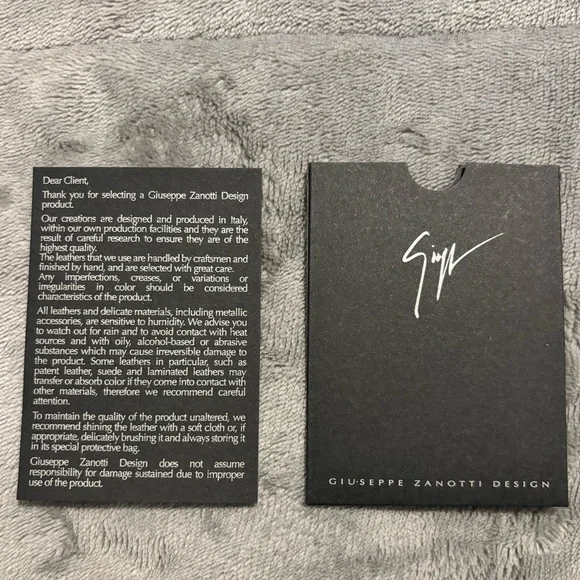 Dear Client,
Thank you for selecting a Giuseppe Zanotti Design
product.
Our creations are designed and produced in Italy,
within our own production facilities and they are the
result of careful research to ensure they are of the
highest quality.
The leathers that we use are handled by craftsmen and
finished by hand, and are selected with great care.
Any imperfections, creases, or variations or
irregularities in color should be considered
characteristics of the product.
All leathers and delicate materials, including metallic
accessories, are sensitive to humidity. We advise you
to watch out for rain and to avoid contact with heat
sources and with oily, alcohol-based or abrasive
substances which may cause irreversible damage to
the product. Some leathers in particular, such as
patent leather, suede and laminated leathers may
transfer or absorb color if they come into contact with
other materials, therefore we recommend careful
attention.
To maintain the quality of the product unaltered, we
recommend shining the leather with a soft cloth or, if
appropriate, delicately brushing it and always storing it
in its special protective bag.
Giuseppe Zanotti Design does not assume
responsibility for damage sustained due to improper
use of the product.
GIUSEPPE ZANOTTI DESIGN